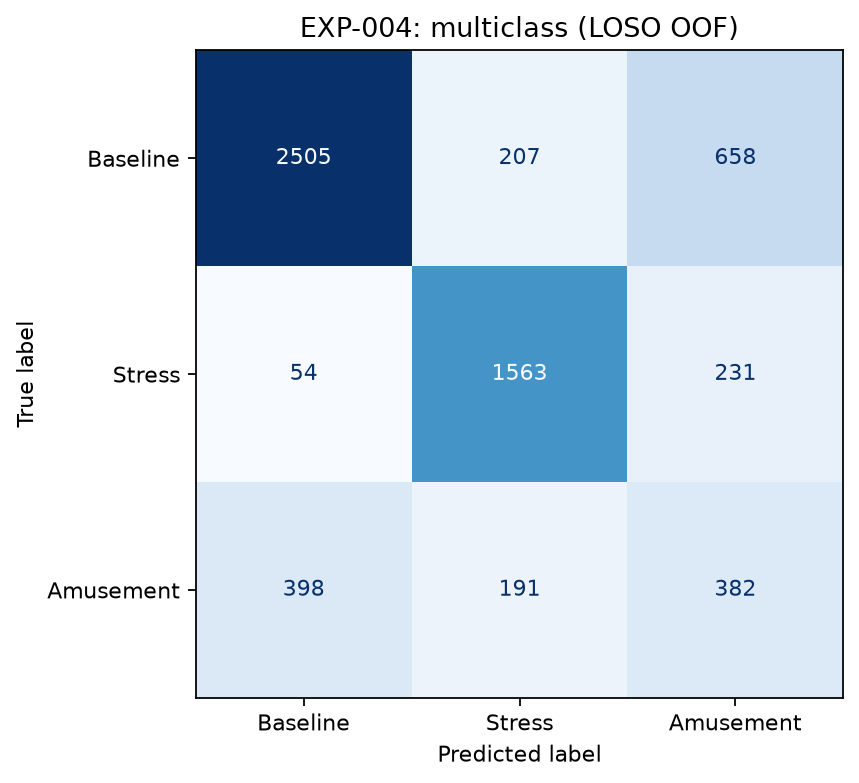 EXP-004: multiclass (LOSO OOF)
True label
Baseline 2505 207 658
Stress 54 1563 231
Amusement 398 191 382
Baseline Stress Amusement
Predicted label